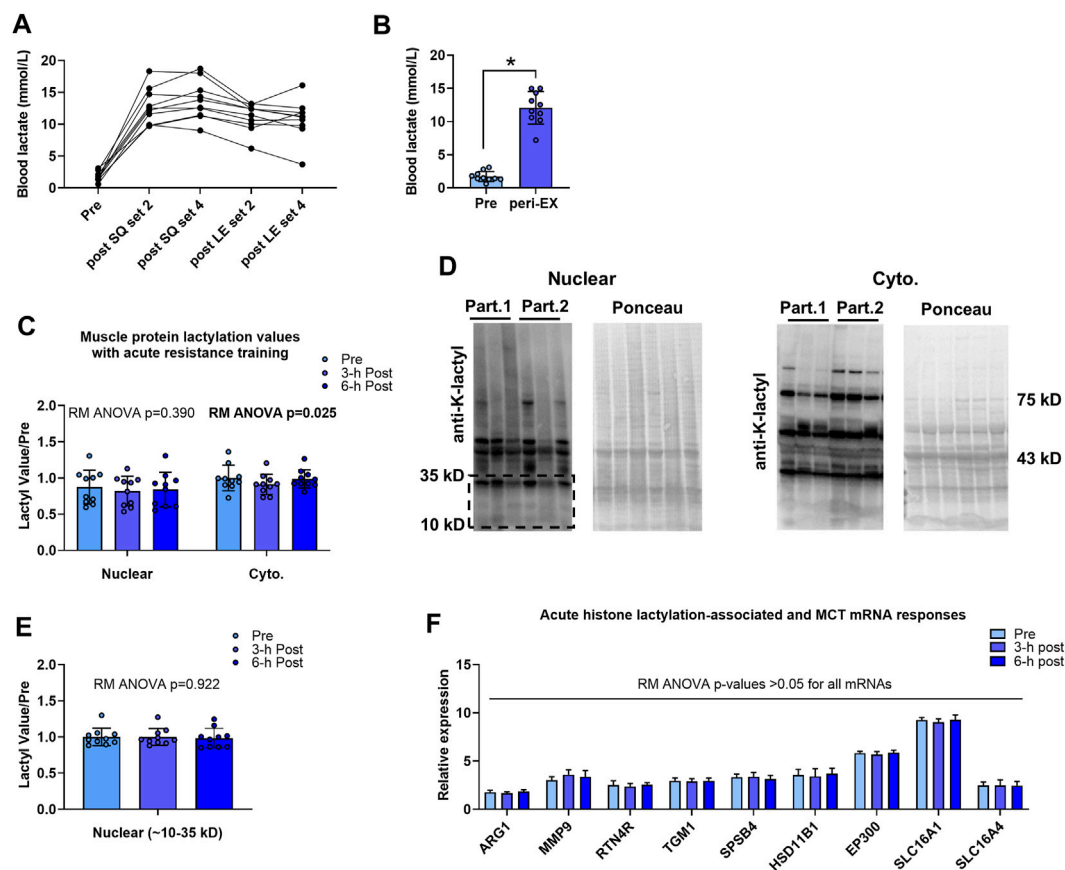 A
Blood lactate (mmol/L)
20
15
10
5
0
Pre
post SQ set 2
post SQ set 4
post LE set 2
post LE set 4
B
Blood lactate (mmol/L)
20
15
10
5
0
*
Pre
peri-EX
C
Muscle protein lactylation values
with acute resistance training
Pre
3-h Post
6-h Post
Lactyl Value/Pre
2.0
1.5
1.0
0.5
0.0
RM ANOVA p=0.390
RM ANOVA p=0.025
Nuclear
Cyto.
D
Nuclear
Part.1
Part.2
Ponceau
anti-K-lactyl
35 kD
10 kD
Cyto.
Part.1
Part.2
Ponceau
anti-K-lactyl
75 kD
43 kD
E
Pre
3-h Post
6-h Post
Lactyl Value/Pre
2.0
1.5
1.0
0.5
0.0
RM ANOVA p=0.922
Nuclear (~10-35 kD)
F
Acute histone lactylation-associated and MCT mRNA responses
Pre
3-h post
6-h post
Relative expression
15
10
5
0
RM ANOVA p-values >0.05 for all mRNAs
ARG1
MMP9
RTN4R
TGM1
SPSB4
HSD11B1
EP300
SLC16A1
SLC16A4